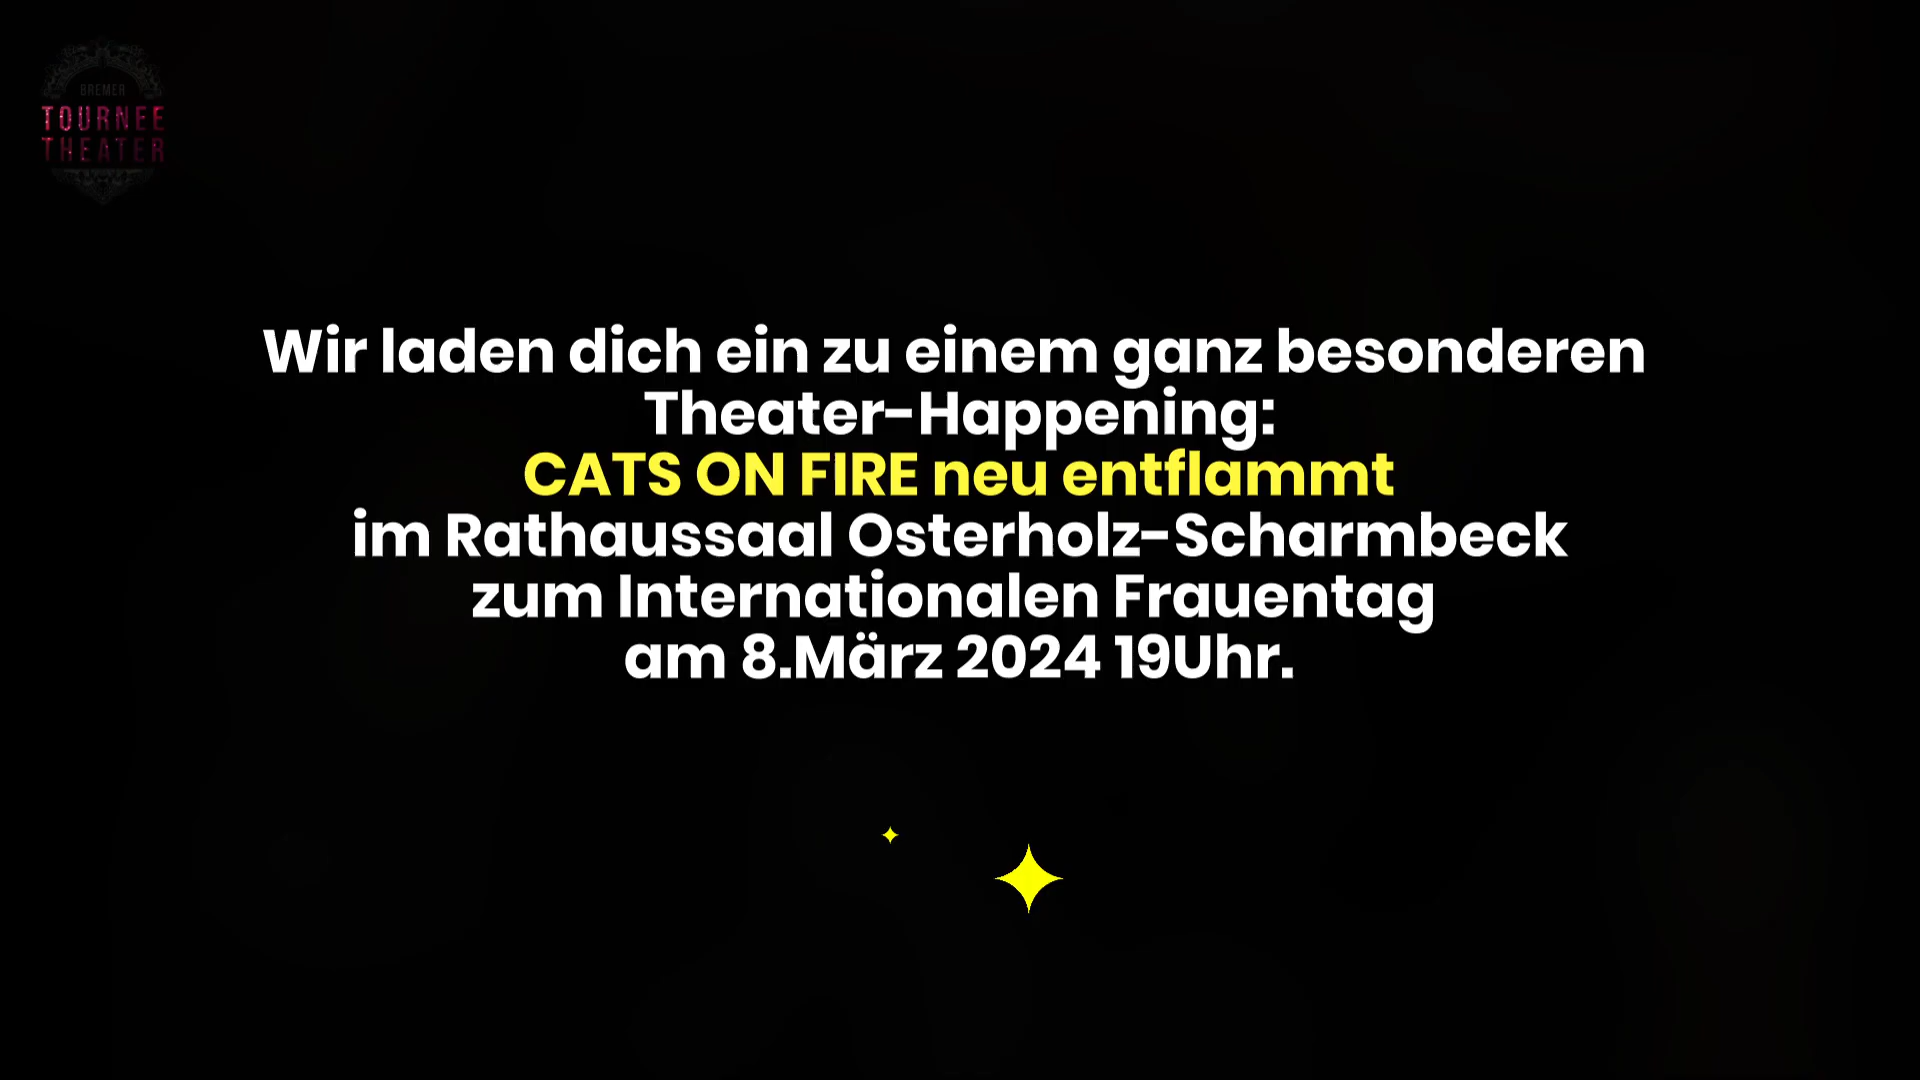 BREMER
TOURNEE
THEATER
Wir laden dich ein zu einem ganz besonderen
Theater-Happening:
CATS ON FIRE neu entflammt
im Rathaussaal Osterholz-Scharmbeck
zum Internationalen Frauentag
am 8.März 2024 19Uhr.